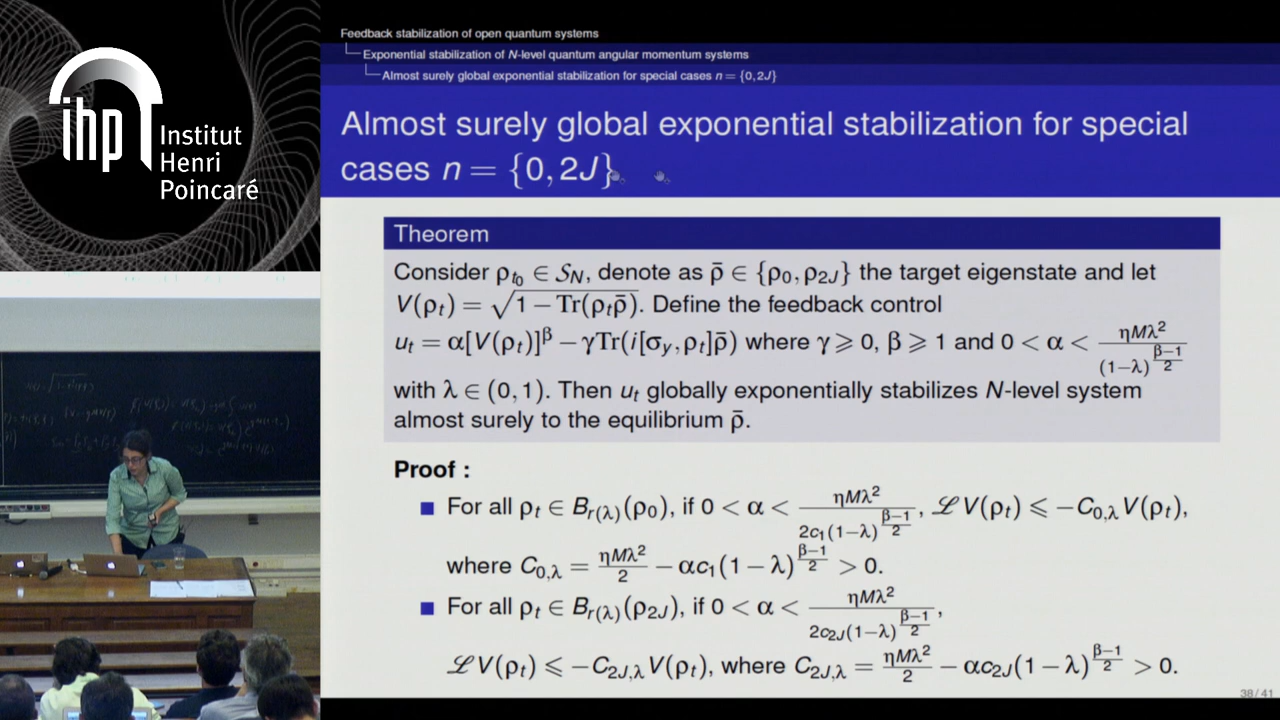 ihp
Institut
Henri
Poincaré
Feedback stabilization of open quantum systems
Exponential stabilization of N-level quantum angular momentum systems
Almost surely global exponential stabilization for special cases n = {0,2J}
Almost surely global exponential stabilization for special
cases n = {0, 2J}
Theorem
Consider ρ_{t_0} ∈ 𝒮_N, denote as ρ̄ ∈ {ρ_0, ρ_{2J}} the target eigenstate and let
V(ρ_t) = √(1 − Tr(ρ_tρ̄)). Define the feedback control
u_t = α[V(ρ_t)]^β − γTr(i[σ_y, ρ_t]ρ̄) where γ ⩾ 0, β ⩾ 1 and 0 < α < ηMλ²/(1−λ)^{(β−1)/2}
with λ ∈ (0, 1). Then u_t globally exponentially stabilizes N-level system
almost surely to the equilibrium ρ̄.
Proof :
For all ρ_t ∈ B_{r(λ)}(ρ_0), if 0 < α < ηMλ²/(2c_1(1−λ)^{(β−1)/2}), ℒV(ρ_t) ⩽ −C_{0,λ}V(ρ_t),
where C_{0,λ} = ηMλ²/2 − αc_1(1 − λ)^{(β−1)/2} > 0.
For all ρ_t ∈ B_{r(λ)}(ρ_{2J}), if 0 < α < ηMλ²/(2c_{2J}(1−λ)^{(β−1)/2}),
ℒV(ρ_t) ⩽ −C_{2J,λ}V(ρ_t), where C_{2J,λ} = ηMλ²/2 − αc_{2J}(1 − λ)^{(β−1)/2} > 0.
38/41